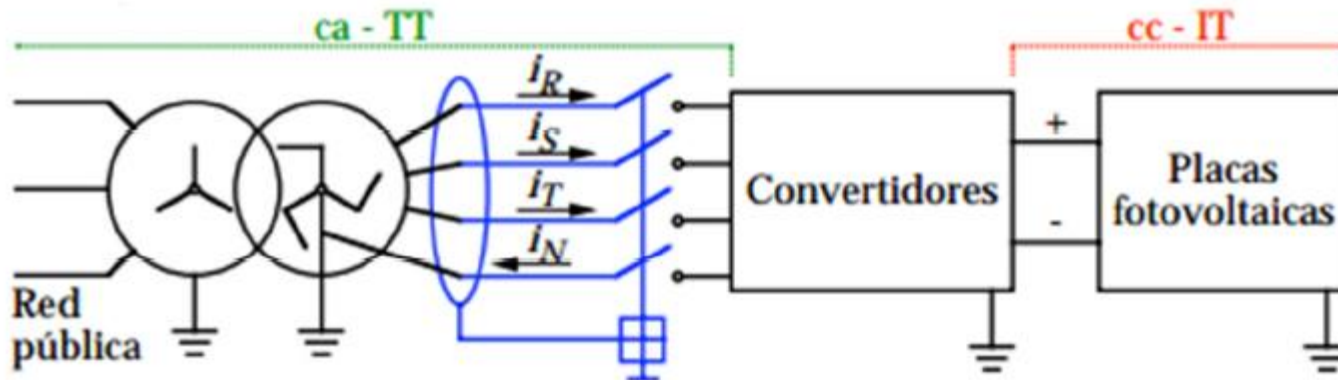 ca - TT
cc - IT
iR
iS
iT
iN
+
-
Convertidores
Placas
fotovoltaicas
Red
pública